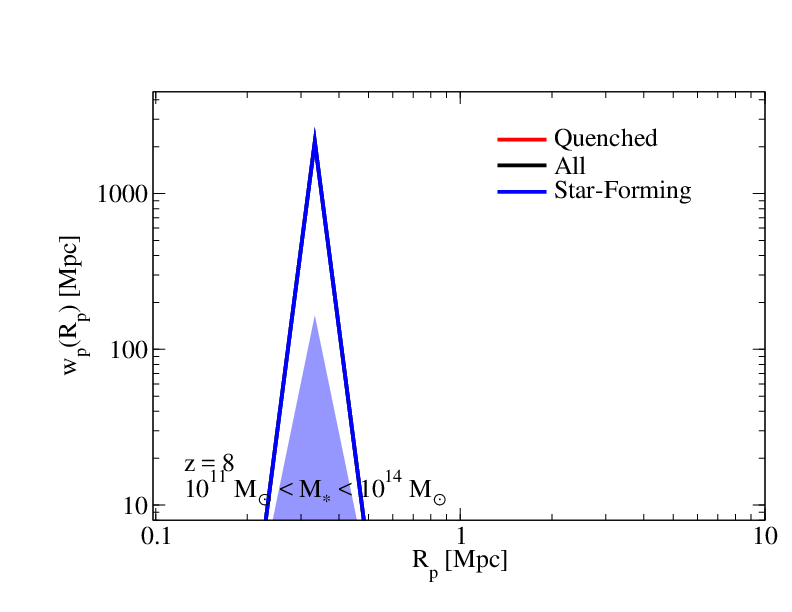 Quenched
All
Star-Forming
1000
100
10
w_p(R_p) [Mpc]
z = 8
10^11 M_⊙ < M_* < 10^14 M_⊙
0.1 1 10
R_p [Mpc]